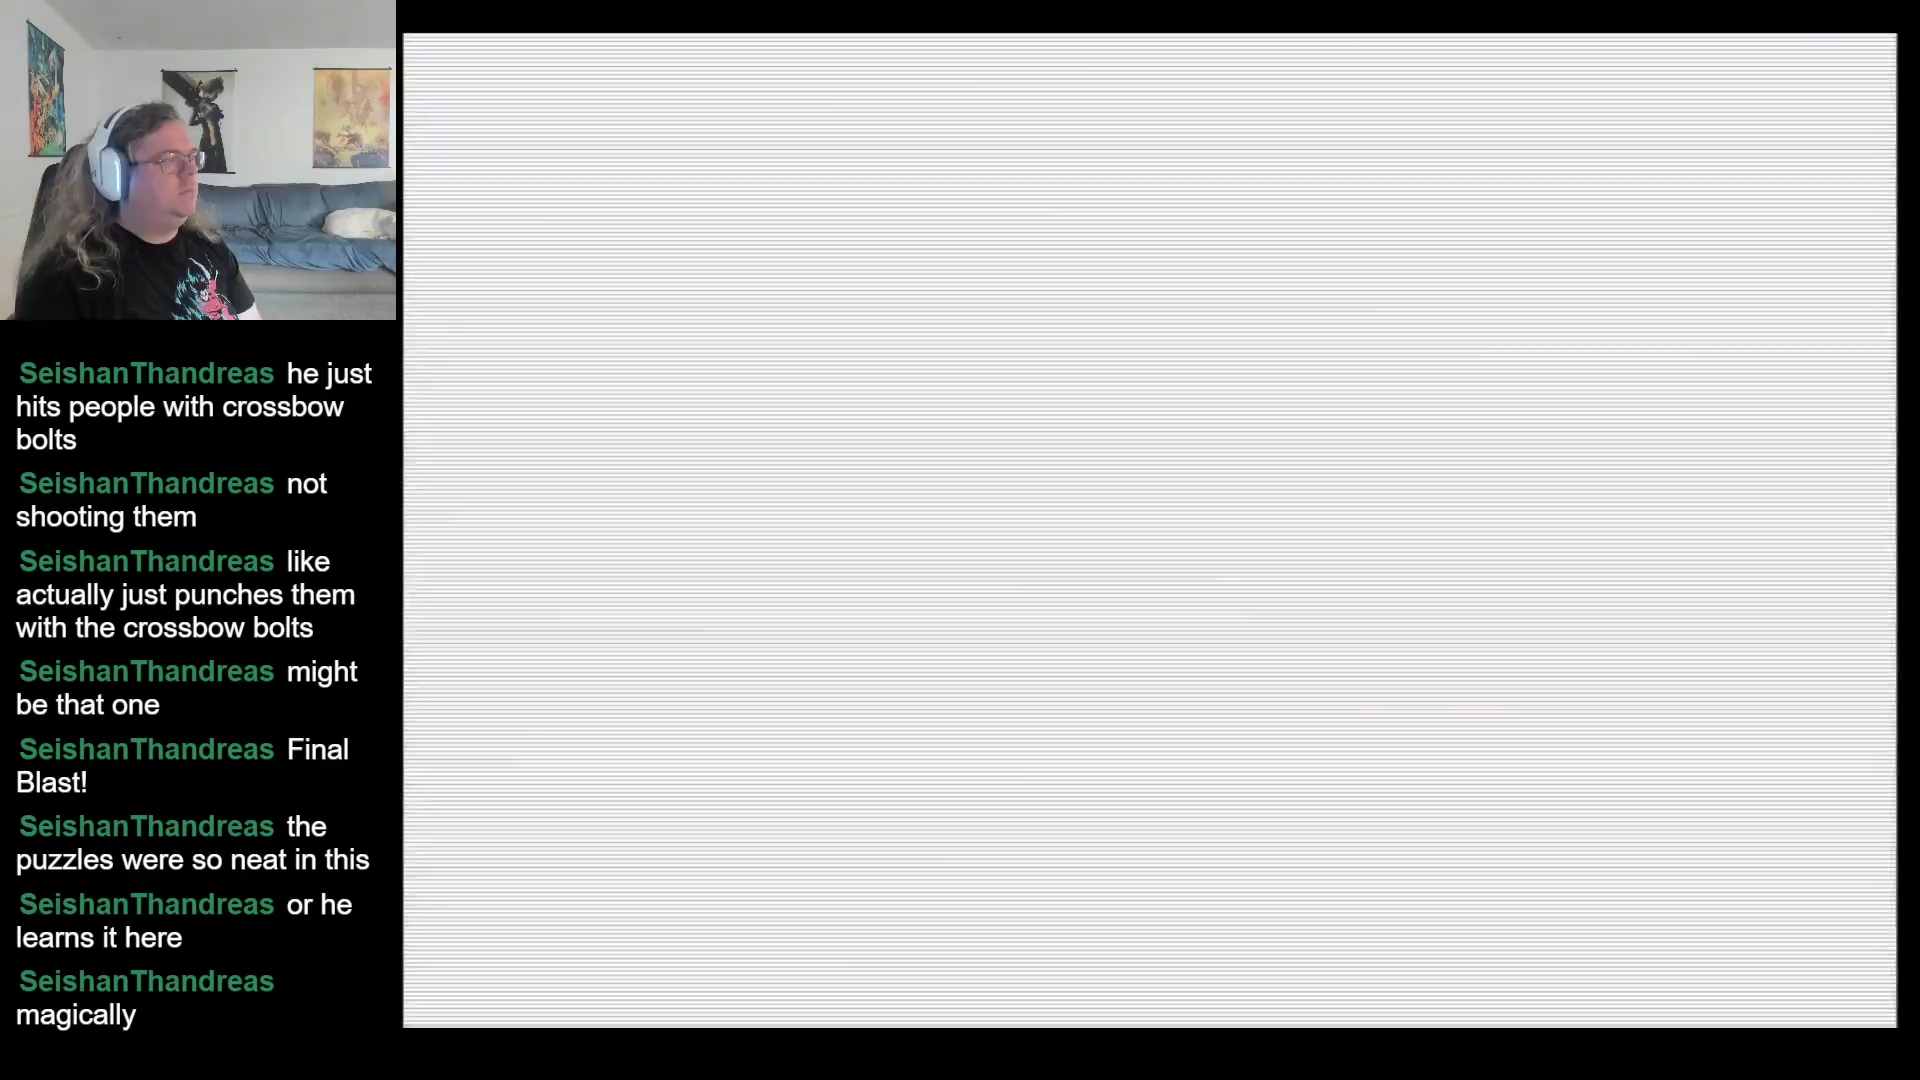 SeishanThandreas he just
hits people with crossbow
bolts
SeishanThandreas not
shooting them
SeishanThandreas like
actually just punches them
with the crossbow bolts
SeishanThandreas might
be that one
SeishanThandreas Final
Blast!
SeishanThandreas the
puzzles were so neat in this
SeishanThandreas or he
learns it here
SeishanThandreas
magically